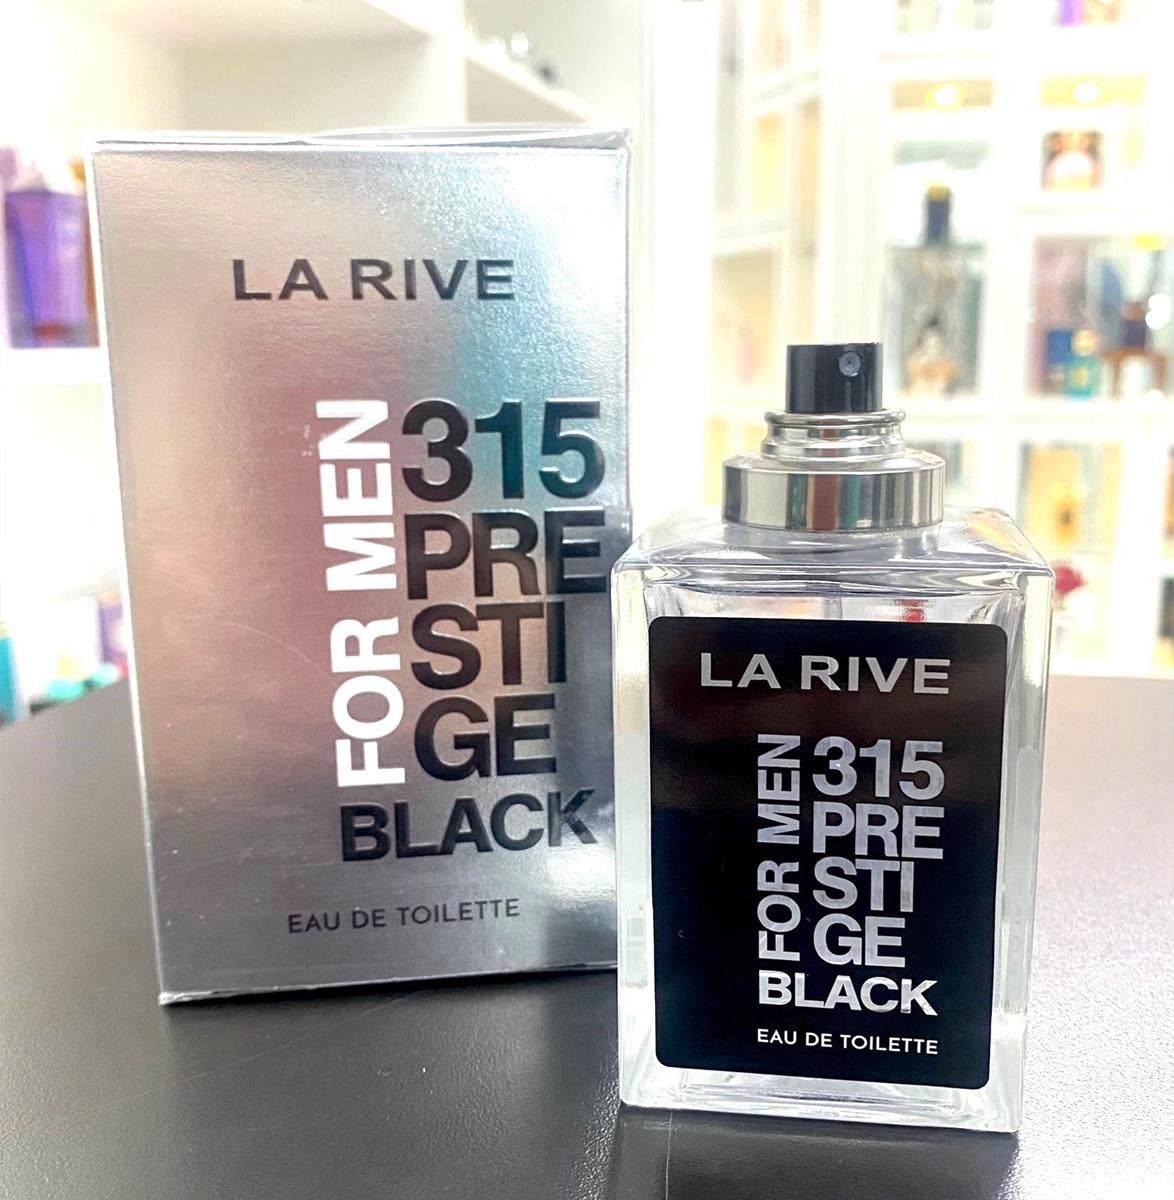 LA RIVE
FOR MEN
315
PRE
STI
GE
BLACK
EAU DE TOILETTE
LA RIVE
FOR MEN
315
PRE
STI
GE
BLACK
EAU DE TOILETTE